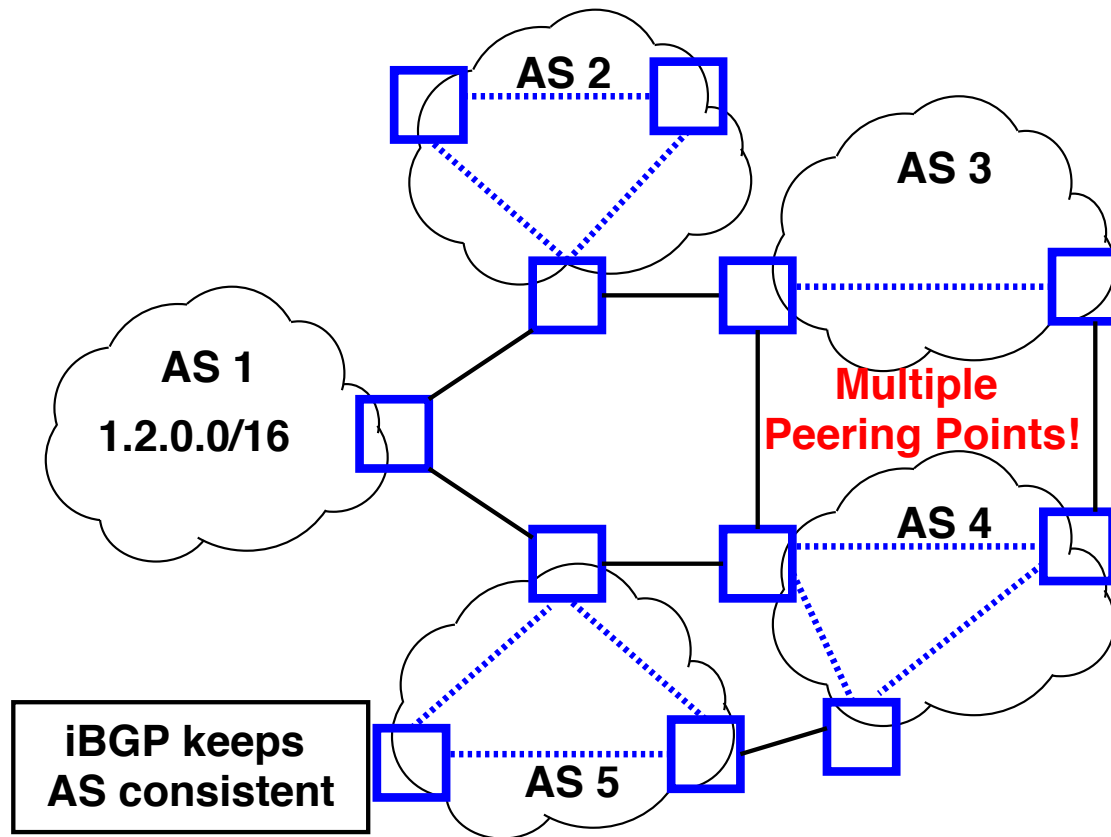 AS 2
AS 3
AS 1
1.2.0.0/16
Multiple
Peering Points!
AS 4
iBGP keeps
AS consistent
AS 5